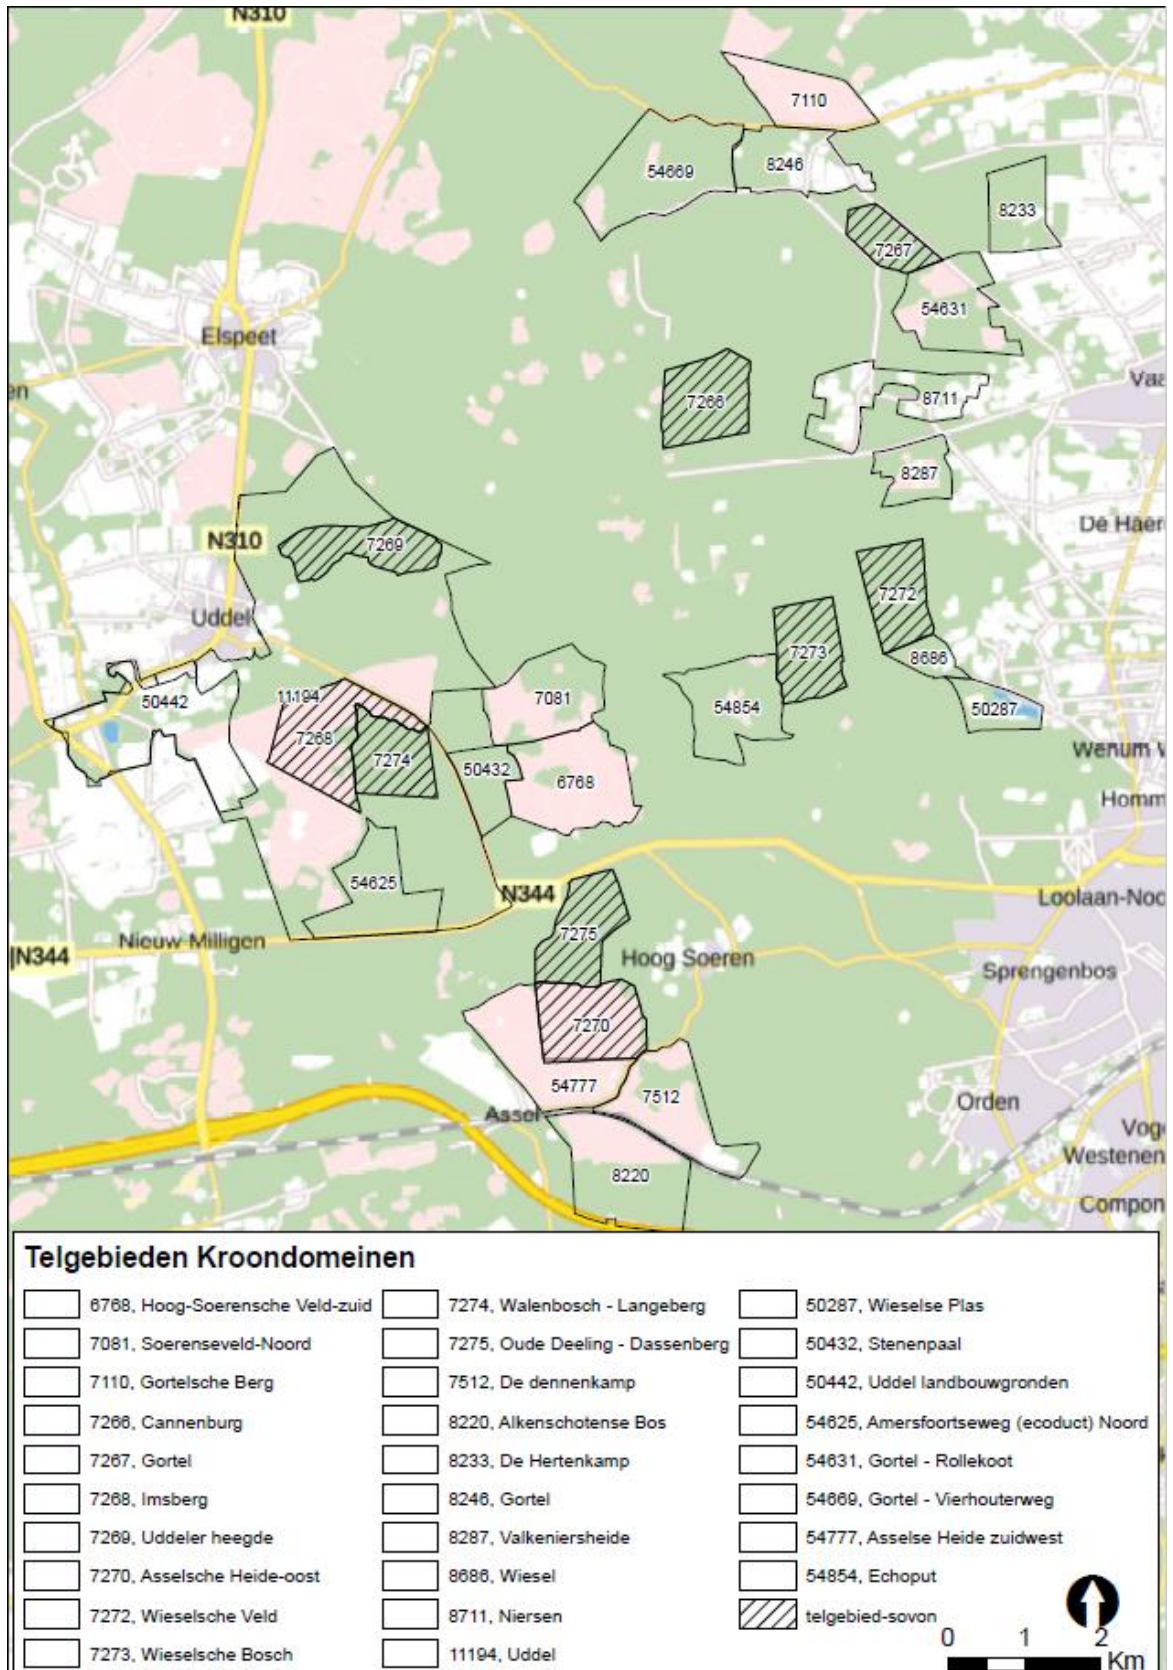 N310
7110
54669
8246
8233
7267
54631
Elspeet
7266
Vaa
en
8711
8287
De Haer
N310
7269
7272
Uddel
7273
8686
11194
7081
50442
54854
50287
7268
7274
50432
6768
Wenum W
Homm
54625
N344
Loolaan-Noo
7275
Nieuw-Milligen
Hoog Soeren
N344
Sprengenbos
7270
54777
7512
Assel
Orden
Voge
Westenen
8220
Compon
Telgebieden Kroondomeinen
6768, Hoog-Soerensche Veld-zuid
7081, Soerenseveld-Noord
7110, Gortelsche Berg
7266, Cannenburg
7267, Gortel
7268, Imsberg
7269, Uddeler heegde
7270, Asselsche Heide-oost
7272, Wieselsche Veld
7273, Wieselsche Bosch
7274, Walenbosch - Langeberg
7275, Oude Deeling - Dassenberg
7512, De dennenkamp
8220, Alkenschotense Bos
8233, De Hertenkamp
8246, Gortel
8287, Valkeniersheide
8686, Wiesel
8711, Niersen
11194, Uddel
50287, Wieselse Plas
50432, Stenenpaal
50442, Uddel landbouwgronden
54625, Amersfoortseweg (ecoduct) Noord
54631, Gortel - Rollekoot
54669, Gortel - Vierhouterweg
54777, Asselse Heide zuidwest
54854, Echoput
telgebied-sovon
0 1 2
Km